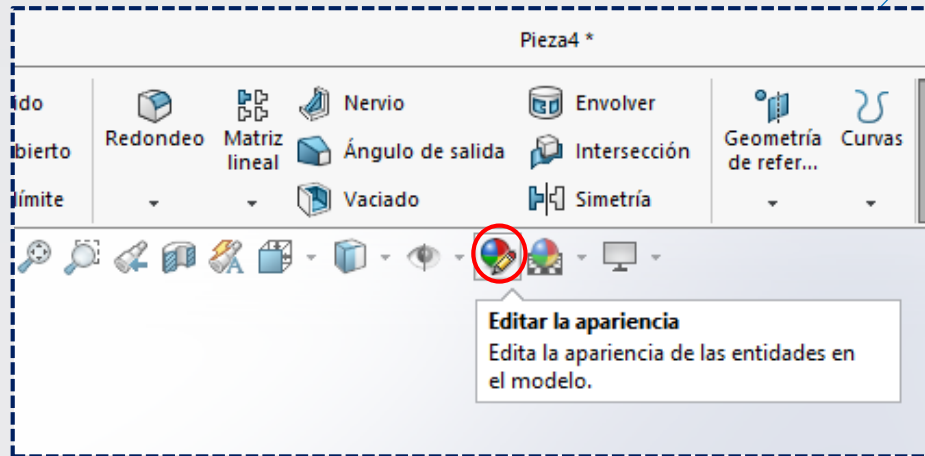 Pieza4 *
ido
Redondeo
Matriz
lineal
Nervio
Envolver
Geometría
de refer...
Curvas
bierto
Ángulo de salida
Intersección
límite
Vaciado
Simetría
Editar la apariencia
Edita la apariencia de las entidades en
el modelo.